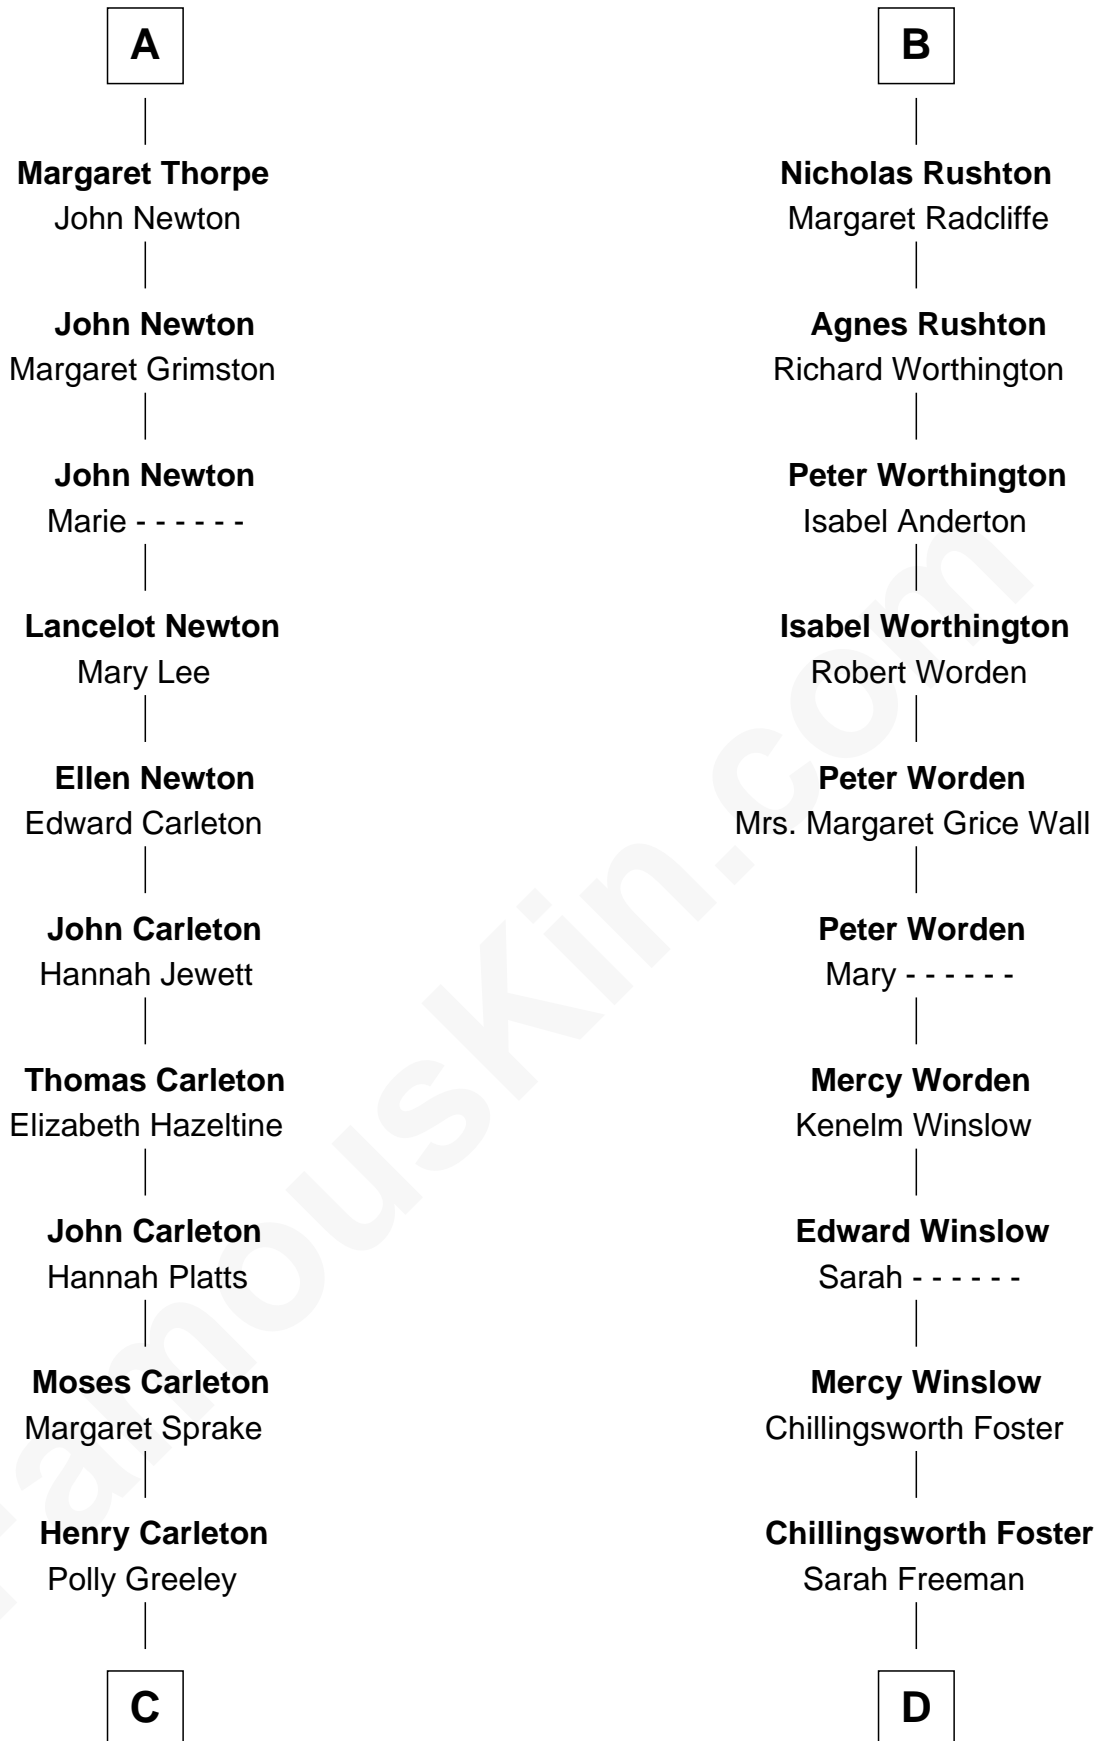 A
Margaret Thorpe
John Newton
John Newton
Margaret Grimston
John Newton
Marie - - - - - -
Lancelot Newton
Mary Lee
Ellen Newton
Edward Carleton
John Carleton
Hannah Jewett
Thomas Carleton
Elizabeth Hazeltine
John Carleton
Hannah Platts
Moses Carleton
Margaret Sprake
Henry Carleton
Polly Greeley
C
B
Nicholas Rushton
Margaret Radcliffe
Agnes Rushton
Richard Worthington
Peter Worthington
Isabel Anderton
Isabel Worthington
Robert Worden
Peter Worden
Mrs. Margaret Grice Wall
Peter Worden
Mary - - - - - -
Mercy Worden
Kenelm Winslow
Edward Winslow
Sarah - - - - - -
Mercy Winslow
Chillingsworth Foster
Chillingsworth Foster
Sarah Freeman
D
FamousKin.com